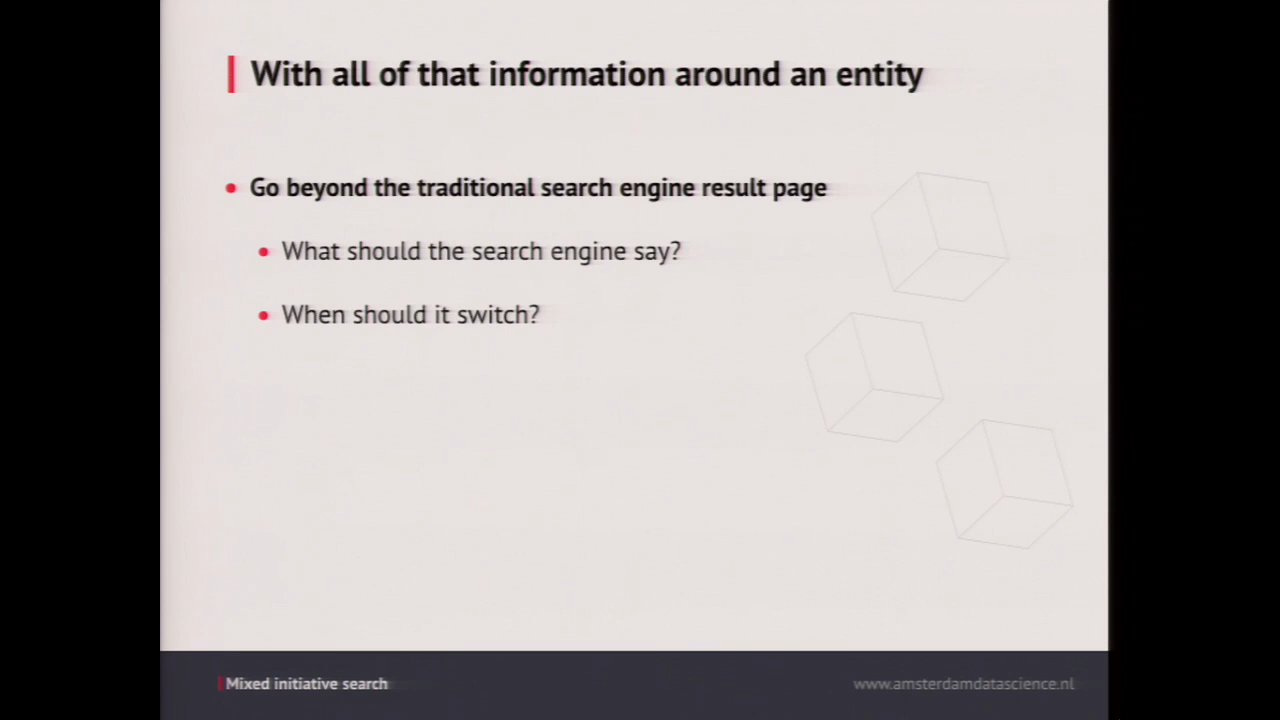 With all of that information around an entity
Go beyond the traditional search engine result page
What should the search engine say?
When should it switch?
Mixed initiative search
www.amsterdamdatascience.nl